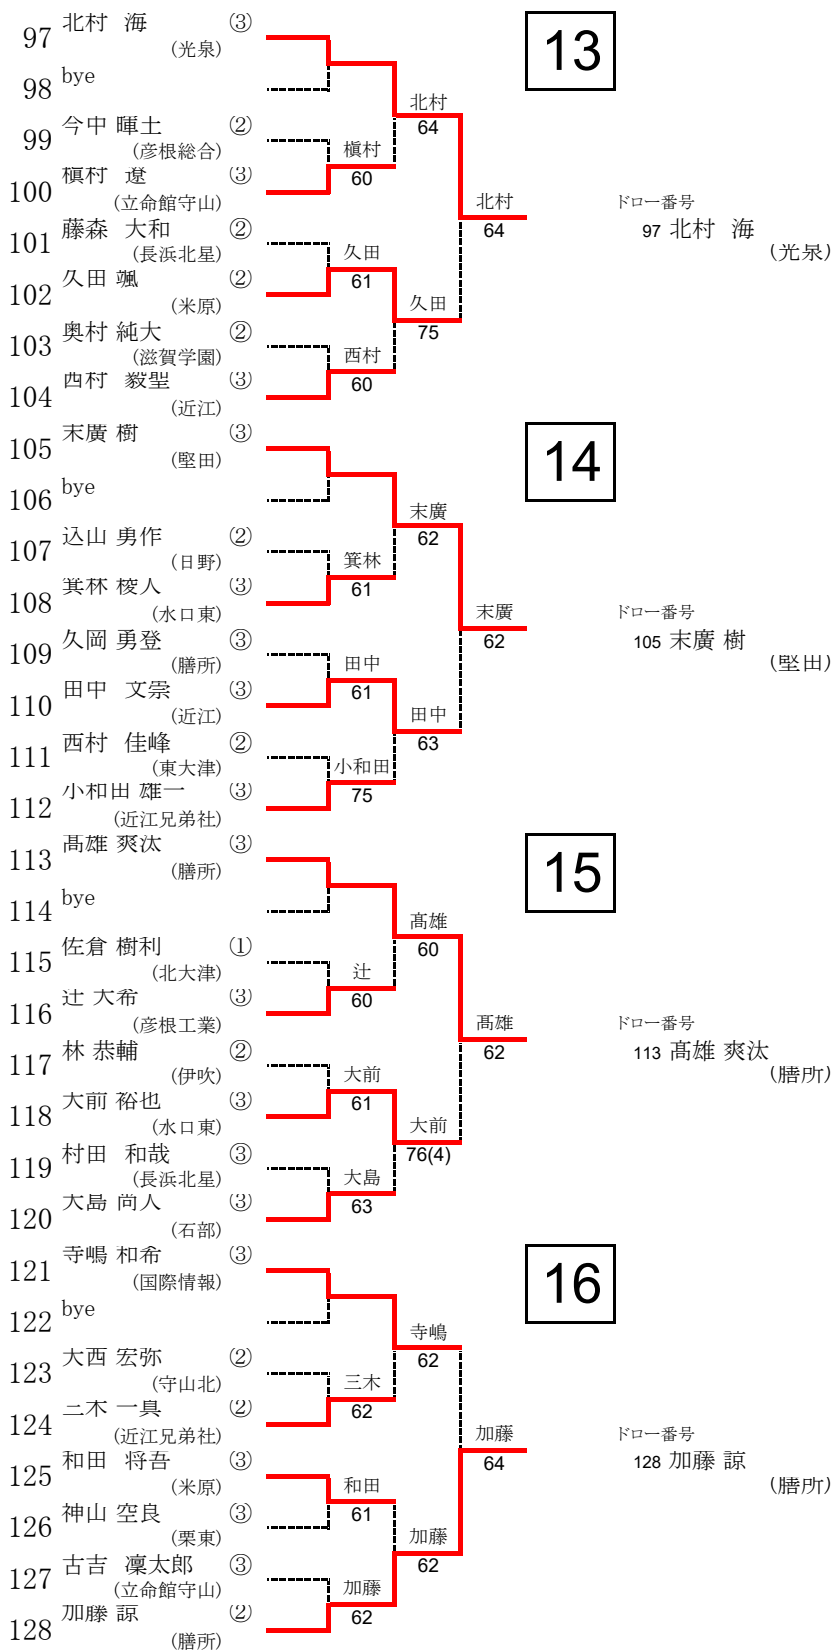 13
97 北村 海 ③
(光泉)
98 bye
北村
64
99 今中 暉士 ②
(彦根総合)
槇村
60
100 槇村 遼 ③
(立命館守山)
北村
64
ドロー番号
97 北村 海
(光泉)
101 藤森 大和 ②
(長浜北星)
久田
61
102 久田 颯 ②
(米原)
久田
75
103 奥村 純大 ②
(滋賀学園)
西村
60
104 西村 毅聖 ③
(近江)
14
105 末廣 樹 ③
(堅田)
106 bye
末廣
62
107 込山 勇作 ②
(日野)
箕林
61
108 箕林 稜人 ③
(水口東)
末廣
62
ドロー番号
105 末廣 樹
(堅田)
109 久岡 勇登 ③
(膳所)
田中
61
110 田中 文崇 ③
(近江)
田中
63
111 西村 佳峰 ②
(東大津)
小和田
75
112 小和田 雄一 ③
(近江兄弟社)
15
113 髙雄 爽汰 ③
(膳所)
114 bye
髙雄
60
115 佐倉 樹利 ①
(北大津)
辻
60
116 辻 大希 ③
(彦根工業)
髙雄
62
ドロー番号
113 髙雄 爽汰
(膳所)
117 林 恭輔 ②
(伊吹)
大前
61
118 大前 裕也 ③
(水口東)
大前
76(4)
119 村田 和哉 ③
(長浜北星)
大島
63
120 大島 尚人 ③
(石部)
16
121 寺嶋 和希 ③
(国際情報)
122 bye
寺嶋
62
123 大西 宏弥 ②
(守山北)
三木
62
124 三木 一真 ②
(近江兄弟社)
加藤
64
ドロー番号
128 加藤 諒
(膳所)
125 和田 将吾 ③
(米原)
和田
61
126 神山 空良 ③
(栗東)
加藤
62
127 古吉 凜太郎 ③
(立命館守山)
加藤
62
128 加藤 諒 ②
(膳所)